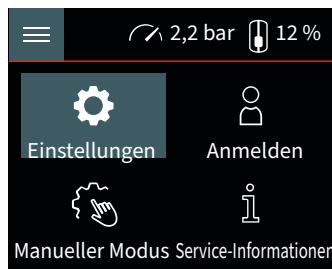 2,2 bar 12 %
Einstellungen Anmelden
Manueller Modus Service-Informationen